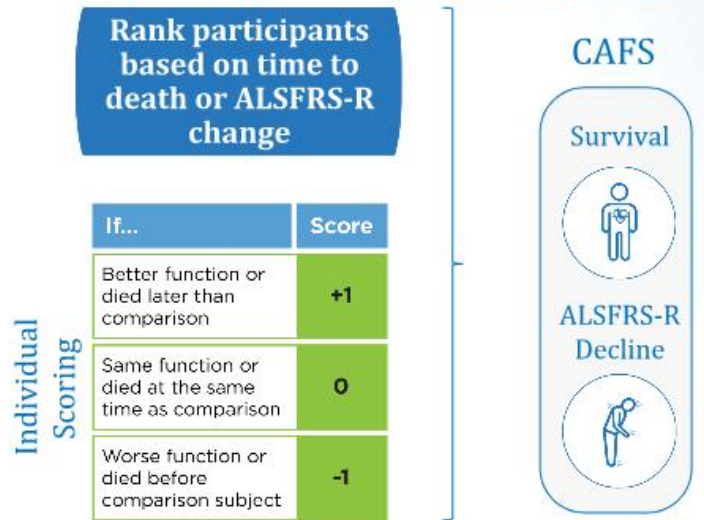 Rank participants
based on time to
death or ALSFRS-R
change
Individual
Scoring
If...
Score
Better function or
died later than
comparison
+1
Same function or
died at the same
time as comparison
0
Worse function or
died before
comparison subject
-1
CAFS
Survival
ALSFRS-R
Decline